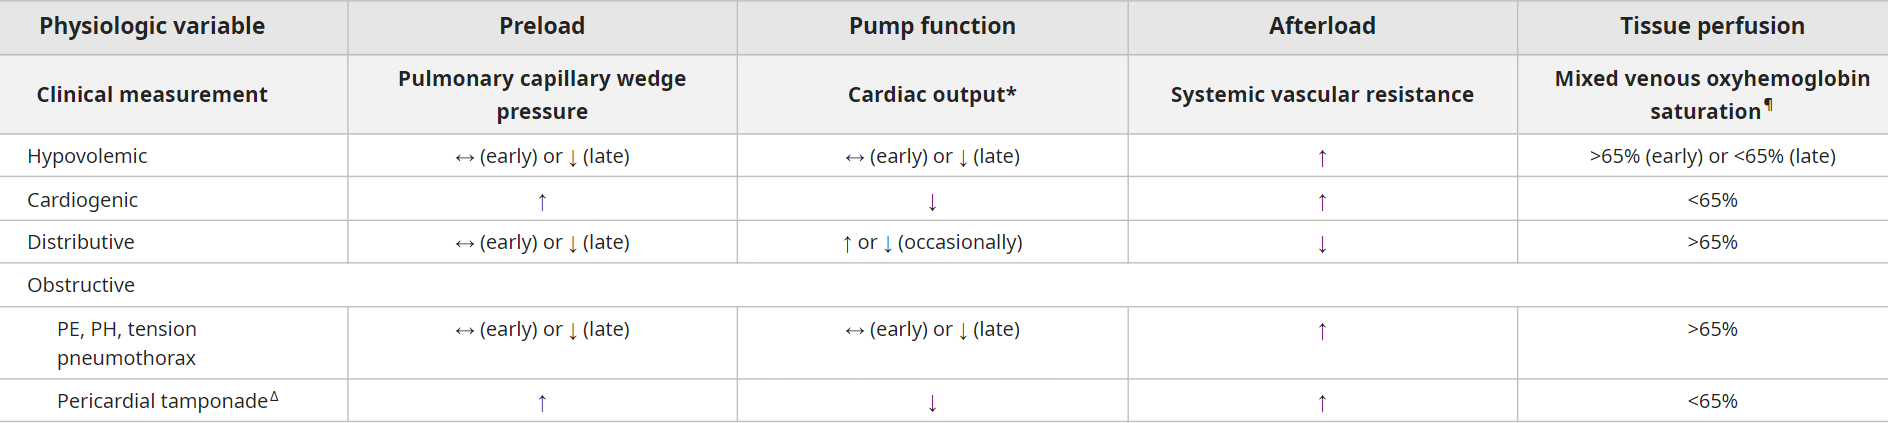 Physiologic variable Preload Pump function Afterload Tissue perfusion
Clinical measurement Pulmonary capillary wedge pressure Cardiac output* Systemic vascular resistance Mixed venous oxyhemoglobin saturation¶
Hypovolemic ↔ (early) or ↓ (late) ↔ (early) or ↓ (late) ↑ >65% (early) or <65% (late)
Cardiogenic ↑ ↓ ↑ <65%
Distributive ↔ (early) or ↓ (late) ↑ or ↓ (occasionally) ↓ >65%
Obstructive
PE, PH, tension pneumothorax ↔ (early) or ↓ (late) ↔ (early) or ↓ (late) ↑ >65%
Pericardial tamponadeΔ ↑ ↓ ↑ <65%